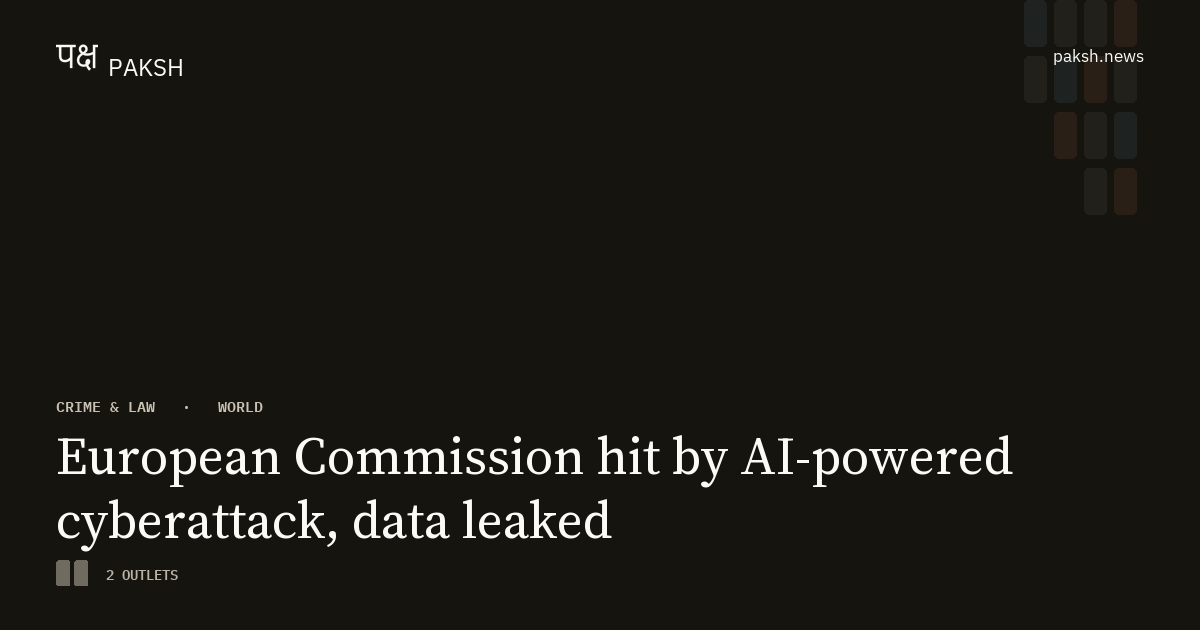 पक्ष PAKSH
paksh.news
CRIME & LAW · WORLD
European Commission hit by AI-powered
cyberattack, data leaked
2 OUTLETS